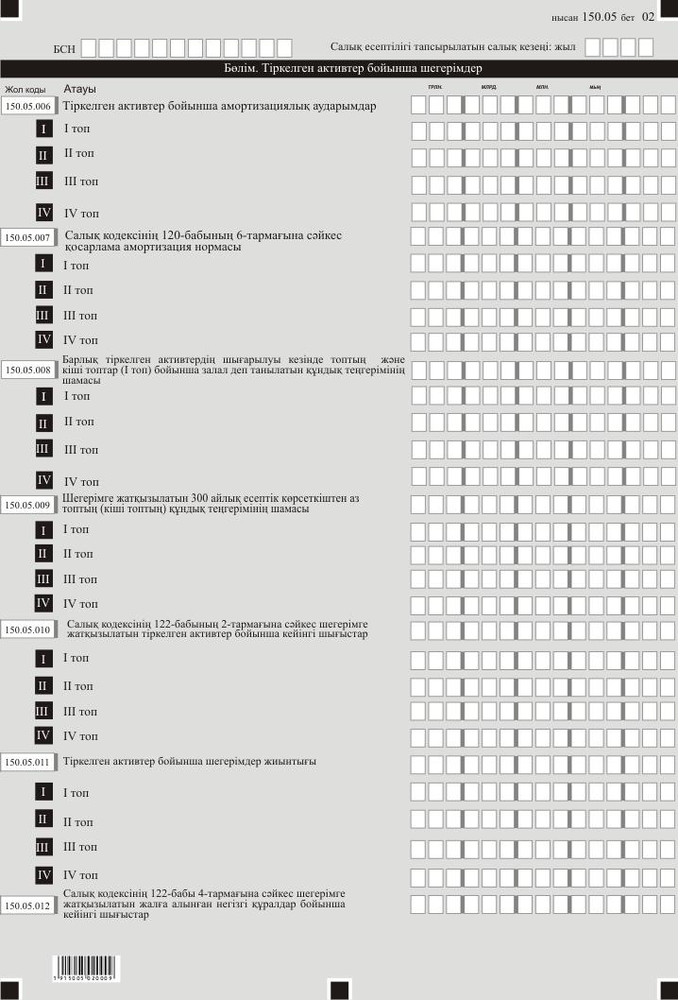 нысан 150.05 бет 02
БСН Салық есептілігі тапсырылатын салық кезеңі: жыл
Бөлім. Тіркелген активтер бойынша шегерімдер
Жол коды Атауы ТРЛН. МЛРД. МЛН. МЫҢ
150.05.006 Тіркелген активтер бойынша амортизациялық аударымдар
I I топ
II II топ
III III топ
IV IV топ
150.05.007 Салық кодексінің 120-бабының 6-тармағына сәйкес
қосарлама амортизация нормасы
I I топ
II II топ
III III топ
IV IV топ
Барлық тіркелген активтердің шығарылуы кезінде топтың және
150.05.008 кіші топтар (I топ) бойынша залал деп танылатын құндық теңгерімінің
шамасы
I I топ
II II топ
III III топ
IV IV топ
Шегерімге жатқызылатын 300 айлық есептік көрсеткіштен аз
150.05.009 топтың (кіші топтың) құндық теңгерімінің шамасы
I I топ
II II топ
III III топ
IV IV топ
Салық кодексінің 122-бабының 2-тармағына сәйкес шегерімге
150.05.010 жатқызылатын тіркелген активтер бойынша кейінгі шығыстар
I I топ
II II топ
III III топ
IV IV топ
150.05.011 Тіркелген активтер бойынша шегерімдер жиынтығы
I I топ
II II топ
III III топ
IV IV топ
Салық кодексінің 122-бабы 4-тармағына сәйкес шегерімге
150.05.012 жатқызылатын жалға алынған негізгі құралдар бойынша
кейінгі шығыстар
1915005020009